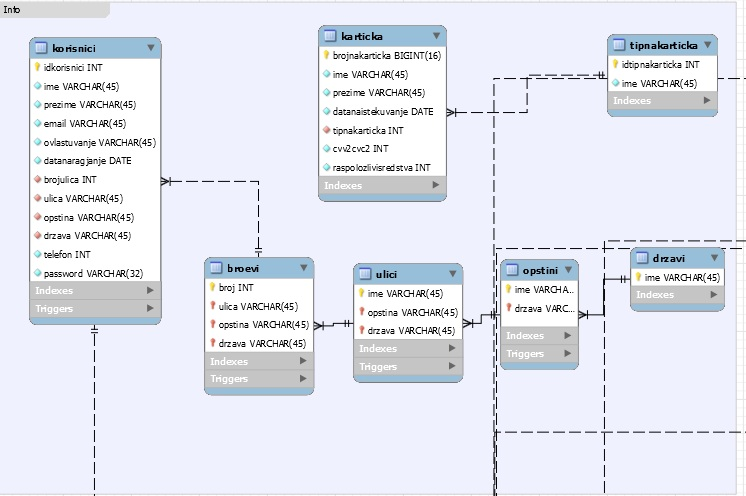 Info
korisnici
idkorisnici INT
ime VARCHAR(45)
prezime VARCHAR(45)
email VARCHAR(45)
ovlastuvanje VARCHAR(45)
datanaragjanje DATE
brojulica INT
ulica VARCHAR(45)
opstina VARCHAR(45)
drzava VARCHAR(45)
telefon INT
password VARCHAR(32)
Indexes
Triggers
karticka
brojnakarticka BIGINT(16)
ime VARCHAR(45)
prezime VARCHAR(45)
datanaistekuvanje DATE
tipnakarticka INT
cvv2cvc2 INT
raspolozlivisredstva INT
Indexes
tipnakarticka
idtipnakarticka INT
ime VARCHAR(45)
Indexes
broevi
broj INT
ulica VARCHAR(45)
opstina VARCHAR(45)
drzava VARCHAR(45)
Indexes
Triggers
ulici
ime VARCHAR(45)
opstina VARCHAR(45)
drzava VARCHAR(45)
Indexes
Triggers
opstini
ime VARCHA...
drzava VARC...
Indexes
Triggers
drzavi
ime VARCHAR(45)
Indexes